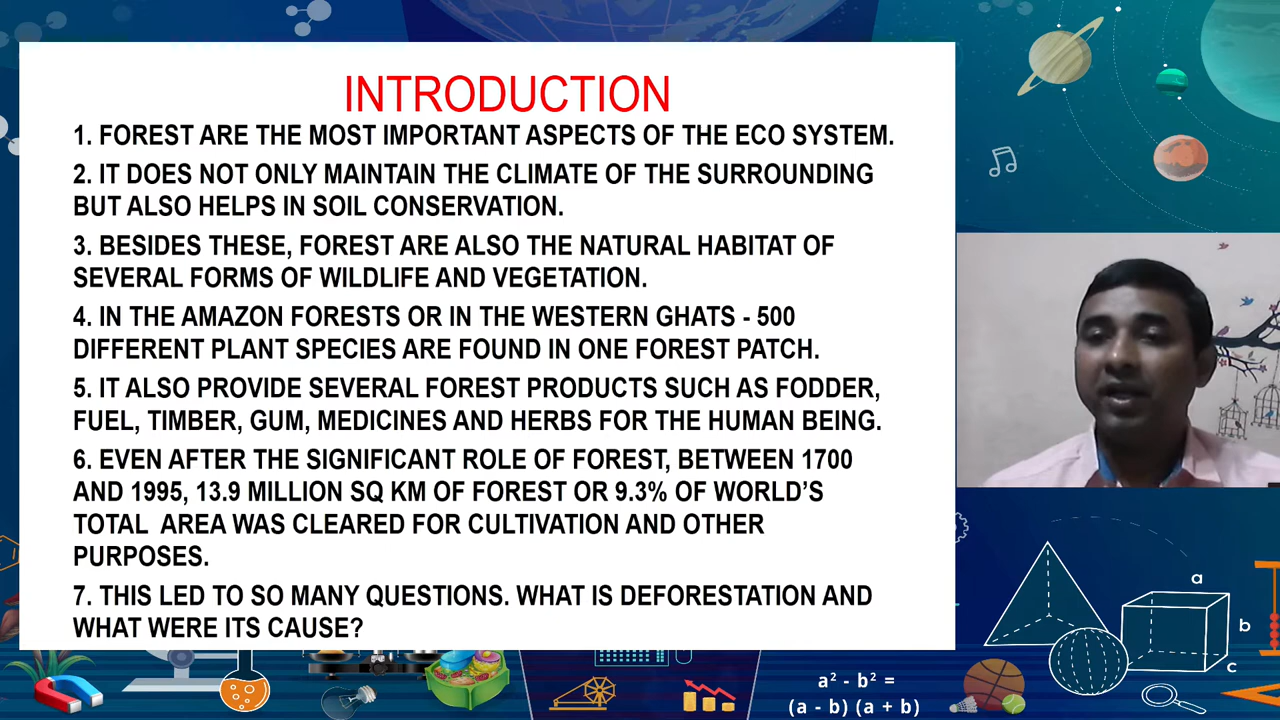 INTRODUCTION
1. FOREST ARE THE MOST IMPORTANT ASPECTS OF THE ECO SYSTEM.
2. IT DOES NOT ONLY MAINTAIN THE CLIMATE OF THE SURROUNDING
BUT ALSO HELPS IN SOIL CONSERVATION.
3. BESIDES THESE, FOREST ARE ALSO THE NATURAL HABITAT OF
SEVERAL FORMS OF WILDLIFE AND VEGETATION.
4. IN THE AMAZON FORESTS OR IN THE WESTERN GHATS - 500
DIFFERENT PLANT SPECIES ARE FOUND IN ONE FOREST PATCH.
5. IT ALSO PROVIDE SEVERAL FOREST PRODUCTS SUCH AS FODDER,
FUEL, TIMBER, GUM, MEDICINES AND HERBS FOR THE HUMAN BEING.
6. EVEN AFTER THE SIGNIFICANT ROLE OF FOREST, BETWEEN 1700
AND 1995, 13.9 MILLION SQ KM OF FOREST OR 9.3% OF WORLD’S
TOTAL  AREA WAS CLEARED FOR CULTIVATION AND OTHER
PURPOSES.
7. THIS LED TO SO MANY QUESTIONS. WHAT IS DEFORESTATION AND
WHAT WERE ITS CAUSE?
a
b
c
a² - b² =
(a - b) (a + b)